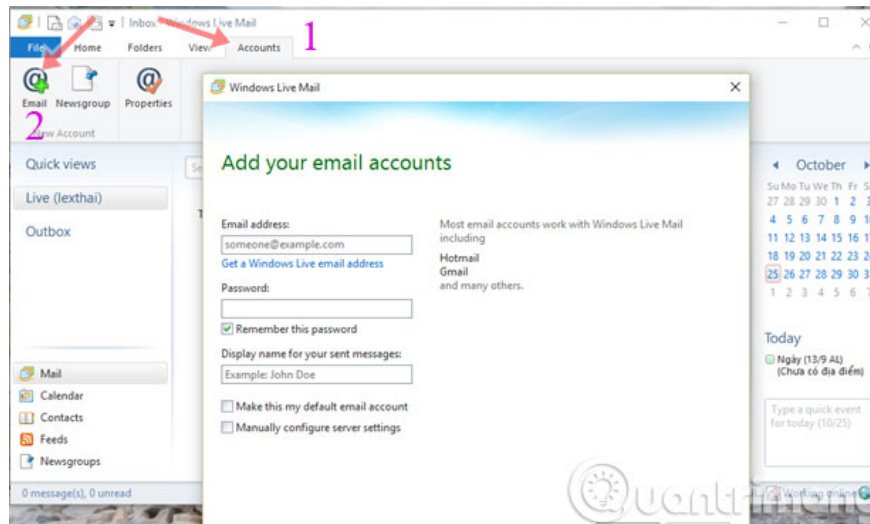 Inbox - Windows Live Mail
File Home Folders View Accounts
1
Email Newsgroup Properties
2
New Account
Quick views
Live (lexthai)
Outbox
Mail
Calendar
Contacts
Feeds
Newsgroups
0 message(s), 0 unread
Windows Live Mail
Add your email accounts
Email address:
someone@example.com
Get a Windows Live email address
Password:
Remember this password
Display name for your sent messages:
Example: John Doe
Make this my default email account
Manually configure server settings
Most email accounts work with Windows Live Mail
including
Hotmail
Gmail
and many others.
October
Su Mo Tu We Th Fr
27 28 29 30 1 2
4 5 6 7 8 9
11 12 13 14 15 16
18 19 20 21 22 23
25 26 27 28 29 30
1 2 3 4 5 6
Today
Ngày (13/9 AL)
(Chưa có địa điểm)
Type a quick event
for today (10/25)
Working online
Quantrimang